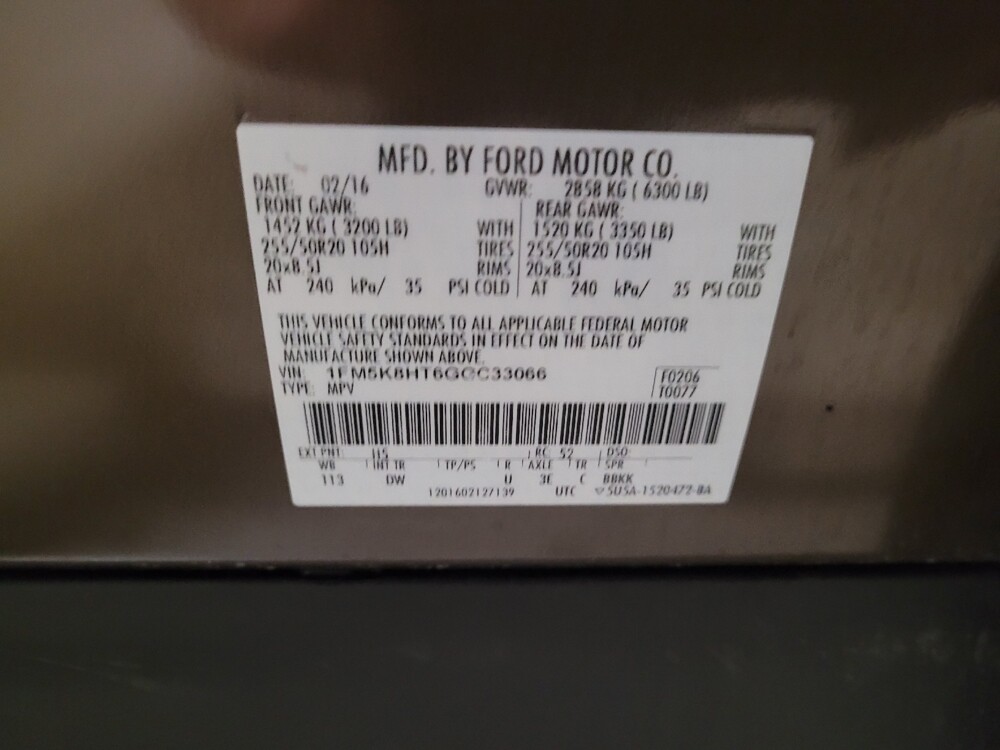 MFD. BY FORD MOTOR CO.
DATE: 02/16 GVWR: 2858 KG ( 6300 LB)
FRONT GAWR: REAR GAWR:
1452 KG ( 3200 LB) WITH 1520 KG ( 3350 LB) WITH
255/50R20 105H TIRES 255/50R20 105H TIRES
20x8.5J RIMS 20x8.5J RIMS
AT 240 kPa/ 35 PSI COLD AT 240 kPa/ 35 PSI COLD
THIS VEHICLE CONFORMS TO ALL APPLICABLE FEDERAL MOTOR
VEHICLE SAFETY STANDARDS IN EFFECT ON THE DATE OF
MANUFACTURE SHOWN ABOVE.
VIN: 1FM5K8HT6GGC33066 F0206
TYPE: MPV T0077
EXT PNT: RC: 52 DSO:
WB INT TR TP/PS R AXLE TR SPR
113 DW U 3E C BBKK
UTC